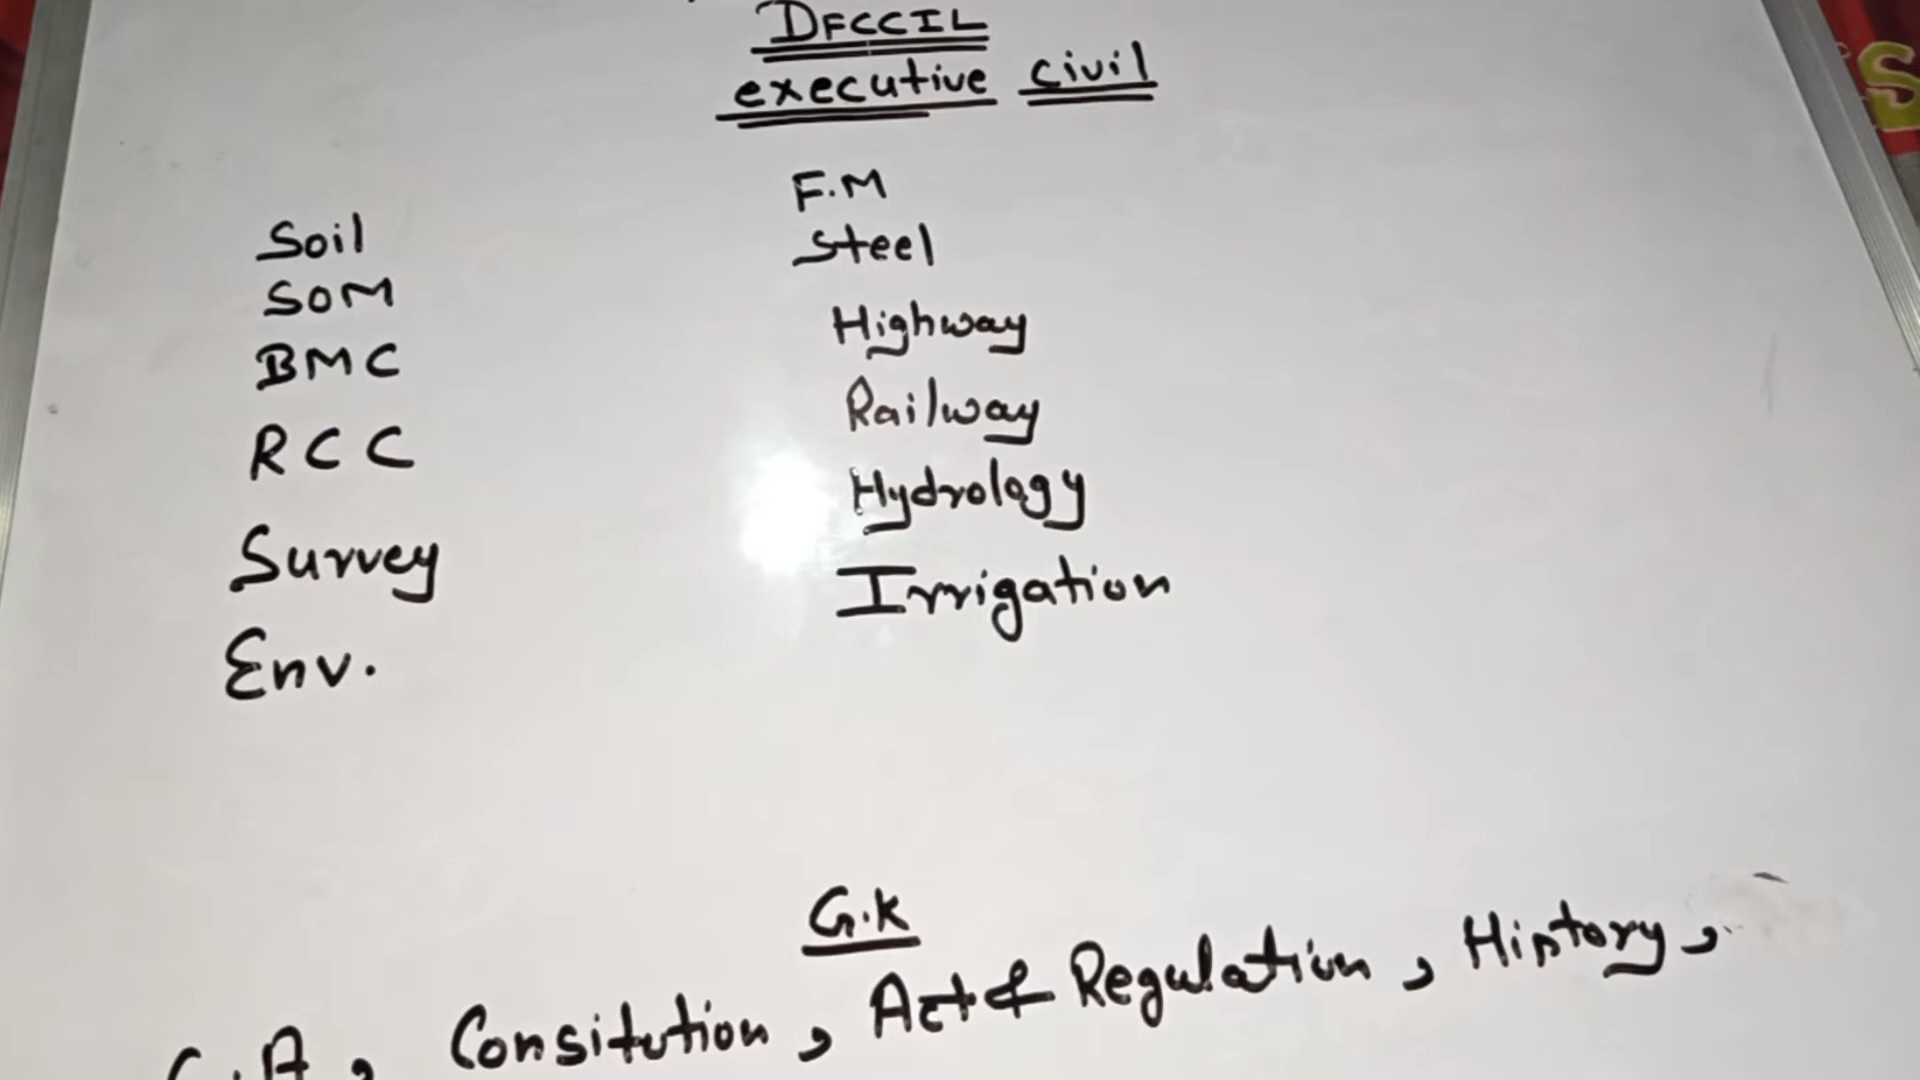 DFCCIL
executive civil
Soil
SOM
BMC
RCC
Survey
Env.
F.M
Steel
Highway
Railway
Hydrology
Irrigation
G.K
C.A, Consitution, Act & Regulation, History,
S